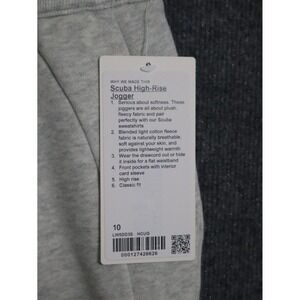 WHY WE MADE THIS
Scuba High-Rise
Jogger
1. Serious about softness. These
joggers are all about plush,
fleecy fabric and pair
perfectly with our Scuba
sweatshirts
2. Blended light cotton fleece
fabric is naturally breathable,
soft against your skin, and
provides lightweight warmth
3. Wear the drawcord out or hide
it inside for a flat waistband
4. Front pockets with interior
card sleeve
5. High rise
6. Classic fit
10
HCUG
000127426626